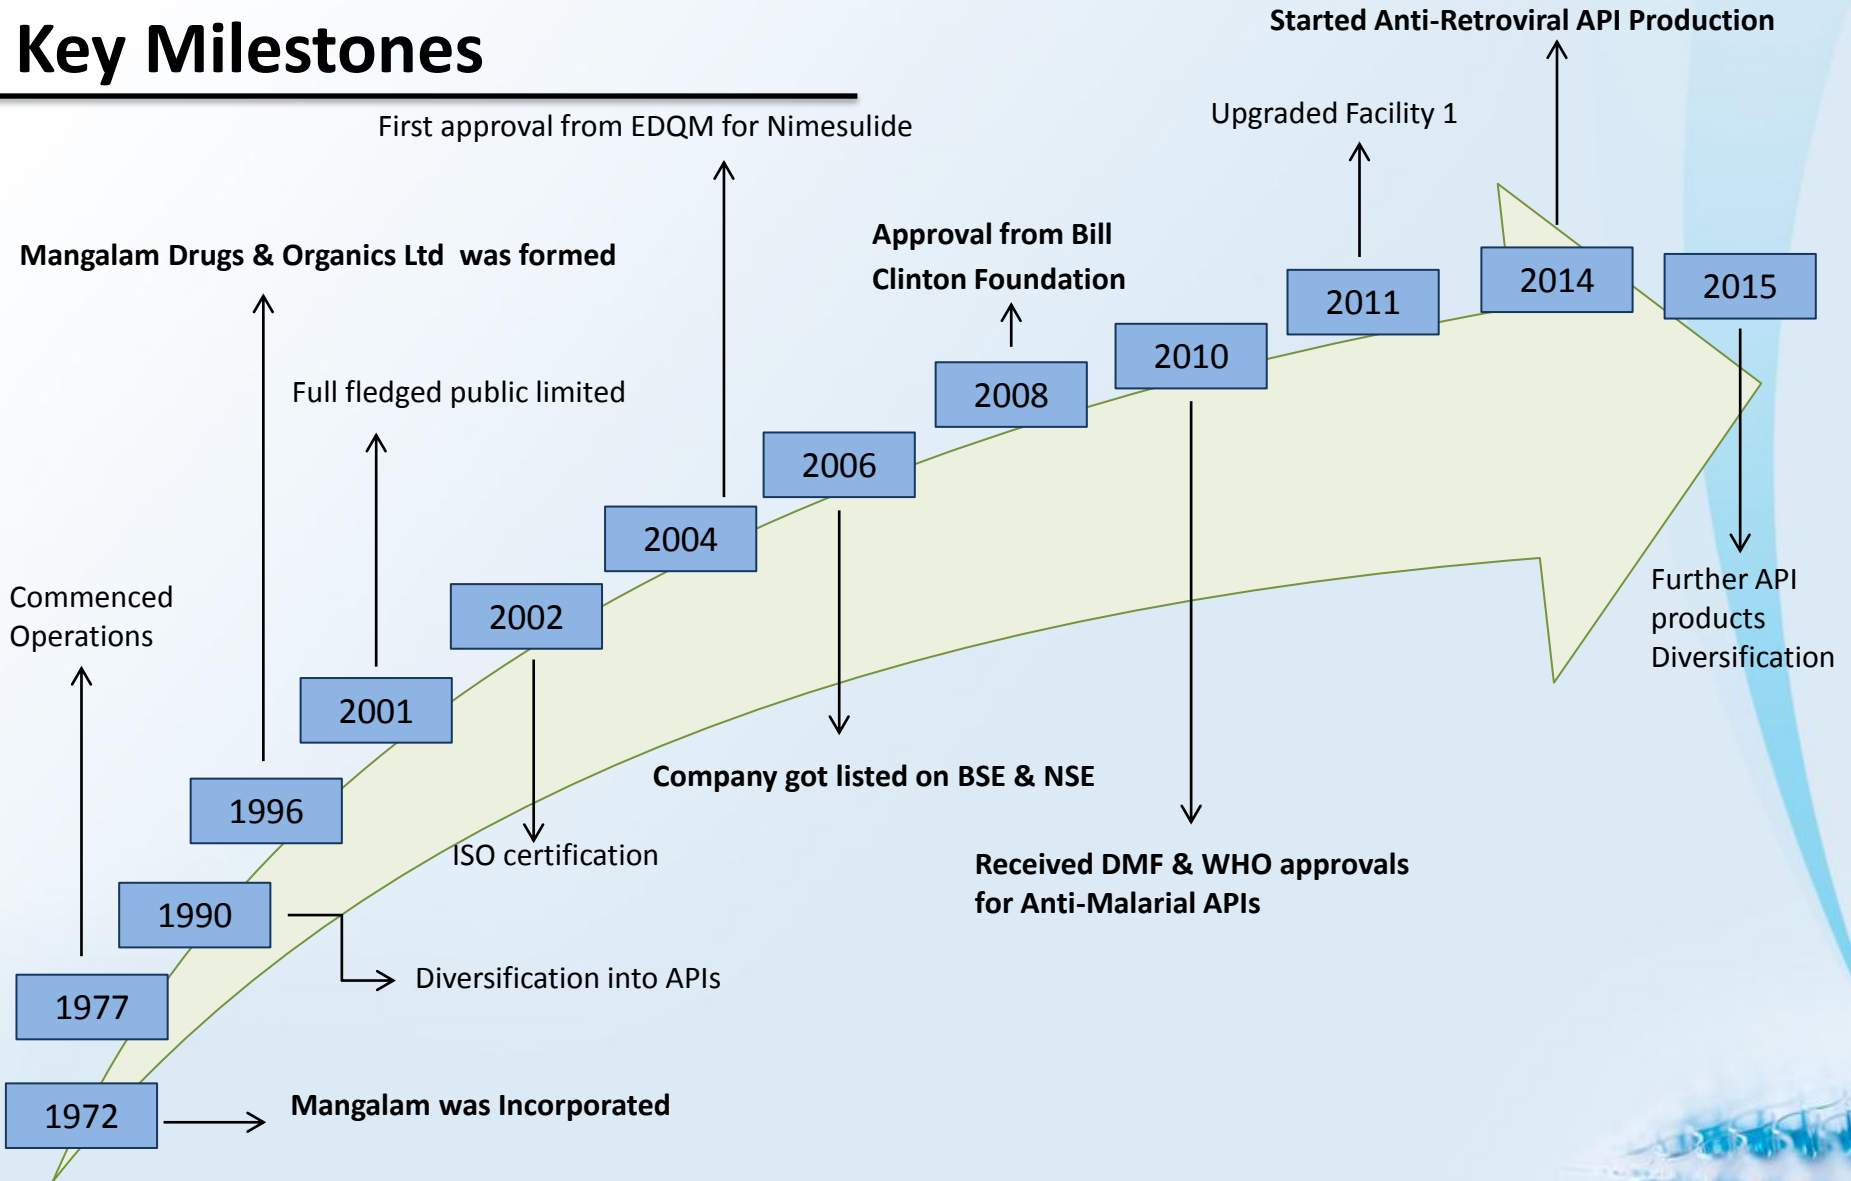 Key Milestones
Started Anti-Retroviral API Production
First approval from EDQM for Nimesulide
Upgraded Facility 1
Mangalam Drugs & Organics Ltd  was formed
Approval from Bill
Clinton Foundation
2014
2015
2011
2010
Full fledged public limited
2008
2006
2004
Commenced
Operations
2002
Further API
products
Diversification
2001
Company got listed on BSE & NSE
1996
ISO certification
Received DMF & WHO approvals
for Anti-Malarial APIs
1990
Diversification into APIs
1977
1972
Mangalam was Incorporated